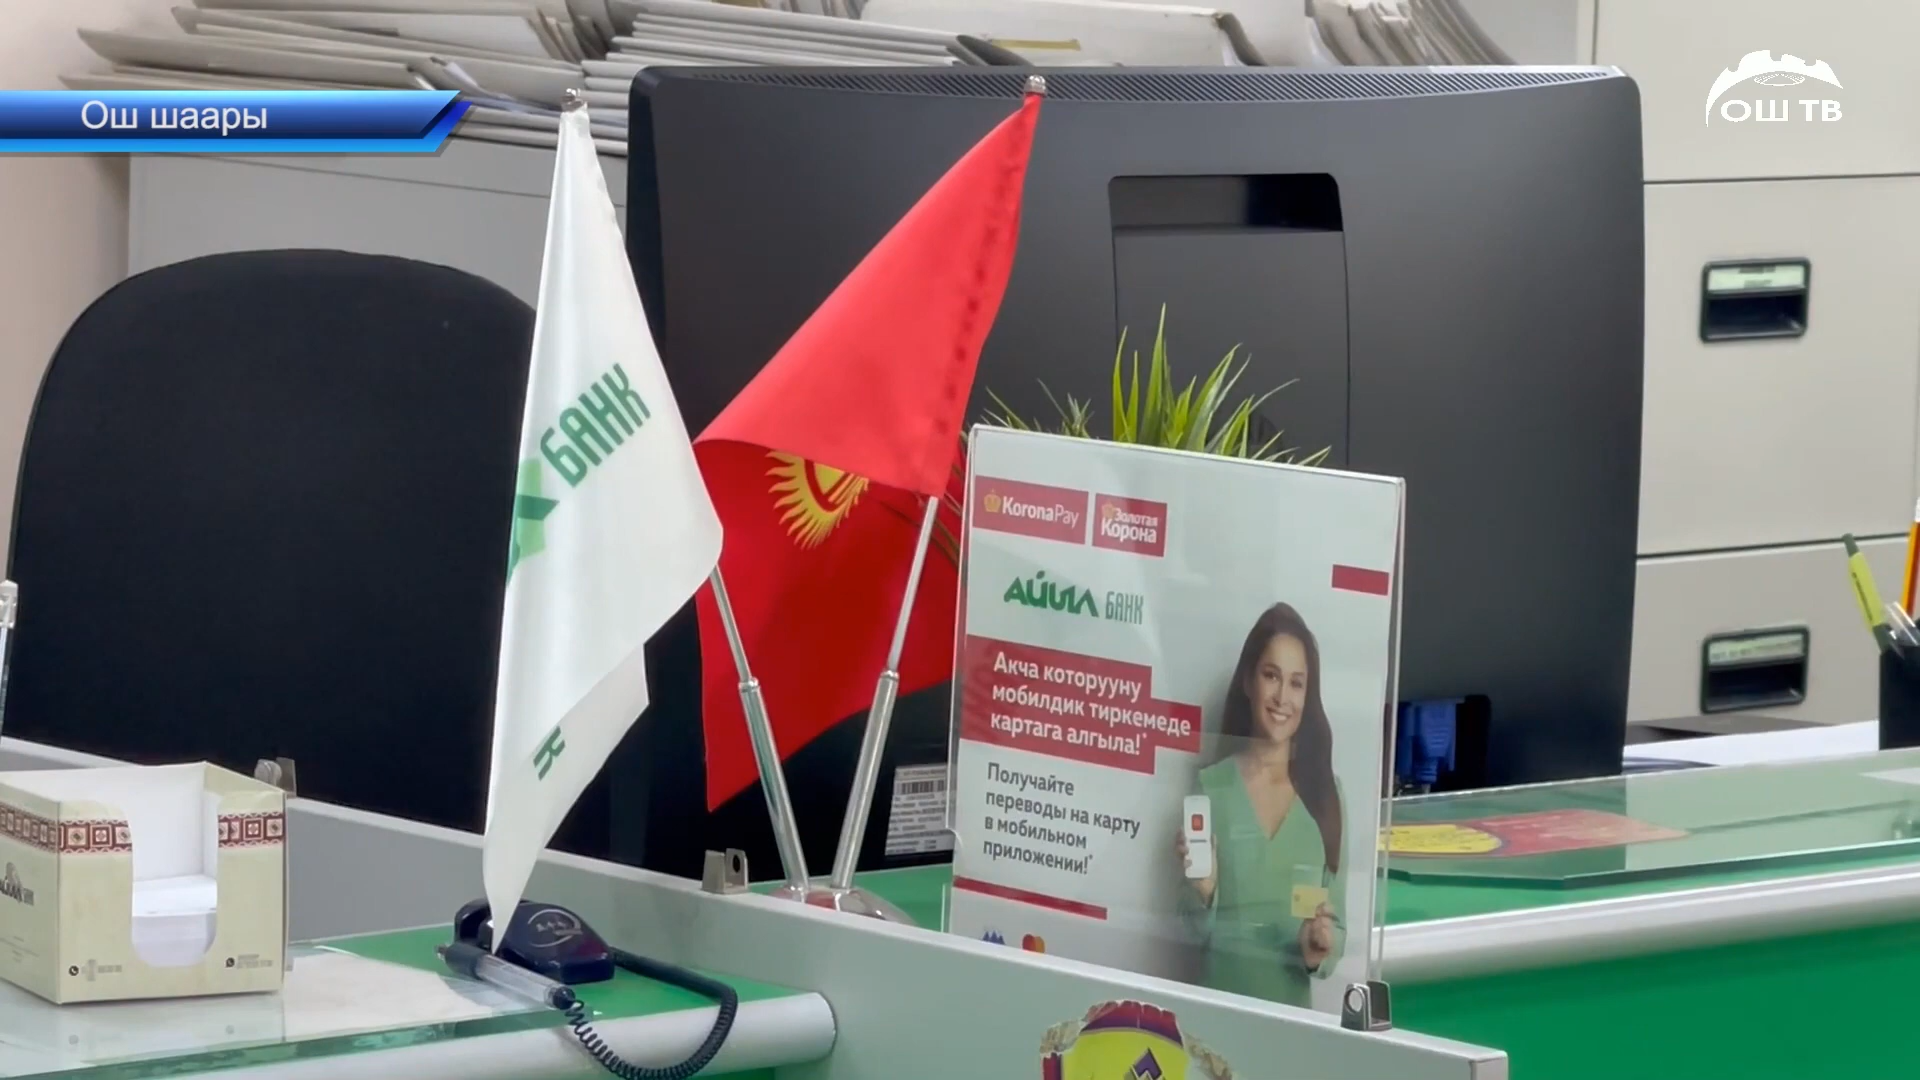 Ош шаары
ОШ ТВ
БАНК
KoronaPay
Золотая
Корона
АЙЫЛ БАНК
Акча которууну
мобилдик тиркемеде
картага алгыла!*
Получайте
переводы на карту
в мобильном
приложении!*